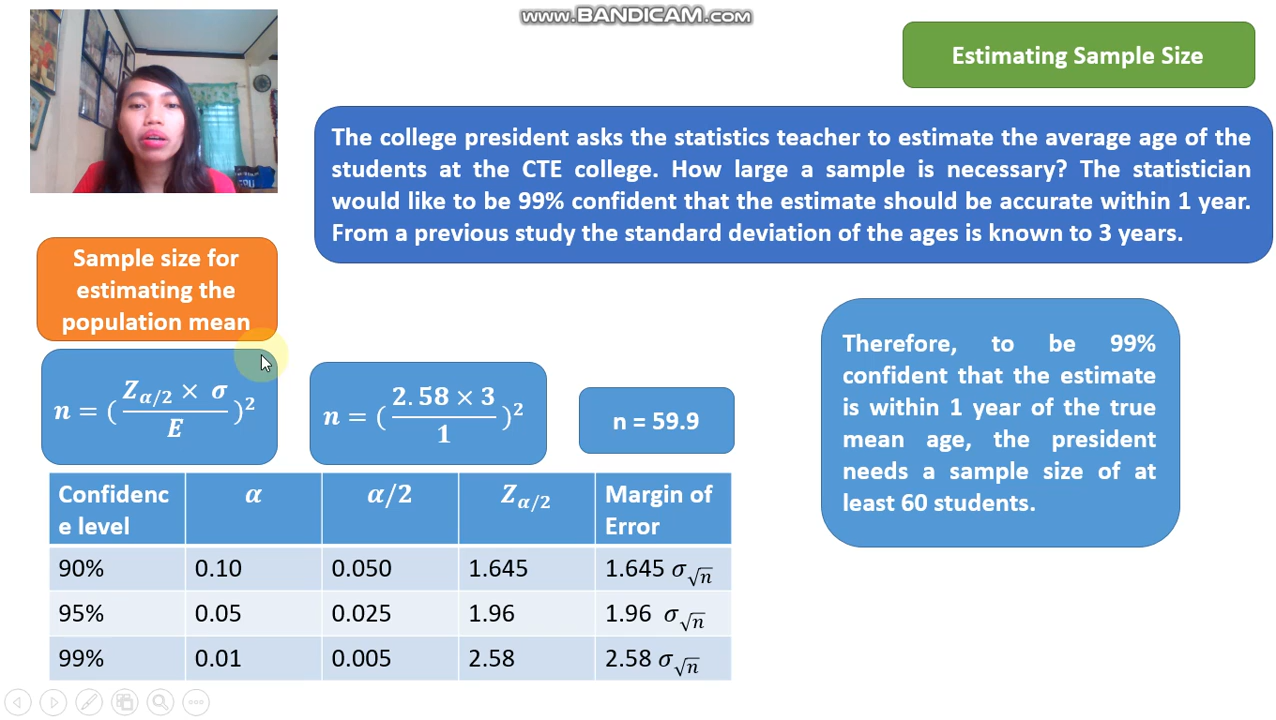 www.BANDICAM.com
Estimating Sample Size
The college president asks the statistics teacher to estimate the average age of the
students at the CTE college. How large a sample is necessary? The statistician
would like to be 99% confident that the estimate should be accurate within 1 year.
From a previous study the standard deviation of the ages is known to 3 years.
Sample size for
estimating the
population mean
n = (Z_{α/2} × σ / E)^2
n = (2.58 × 3 / 1)^2
n = 59.9
Therefore, to be 99%
confident that the estimate
is within 1 year of the true
mean age, the president
needs a sample size of at
least 60 students.
Confidenc
e level
α
α/2
Z_{α/2}
Margin of
Error
90% 0.10 0.050 1.645 1.645 σ_{√n}
95% 0.05 0.025 1.96 1.96 σ_{√n}
99% 0.01 0.005 2.58 2.58 σ_{√n}